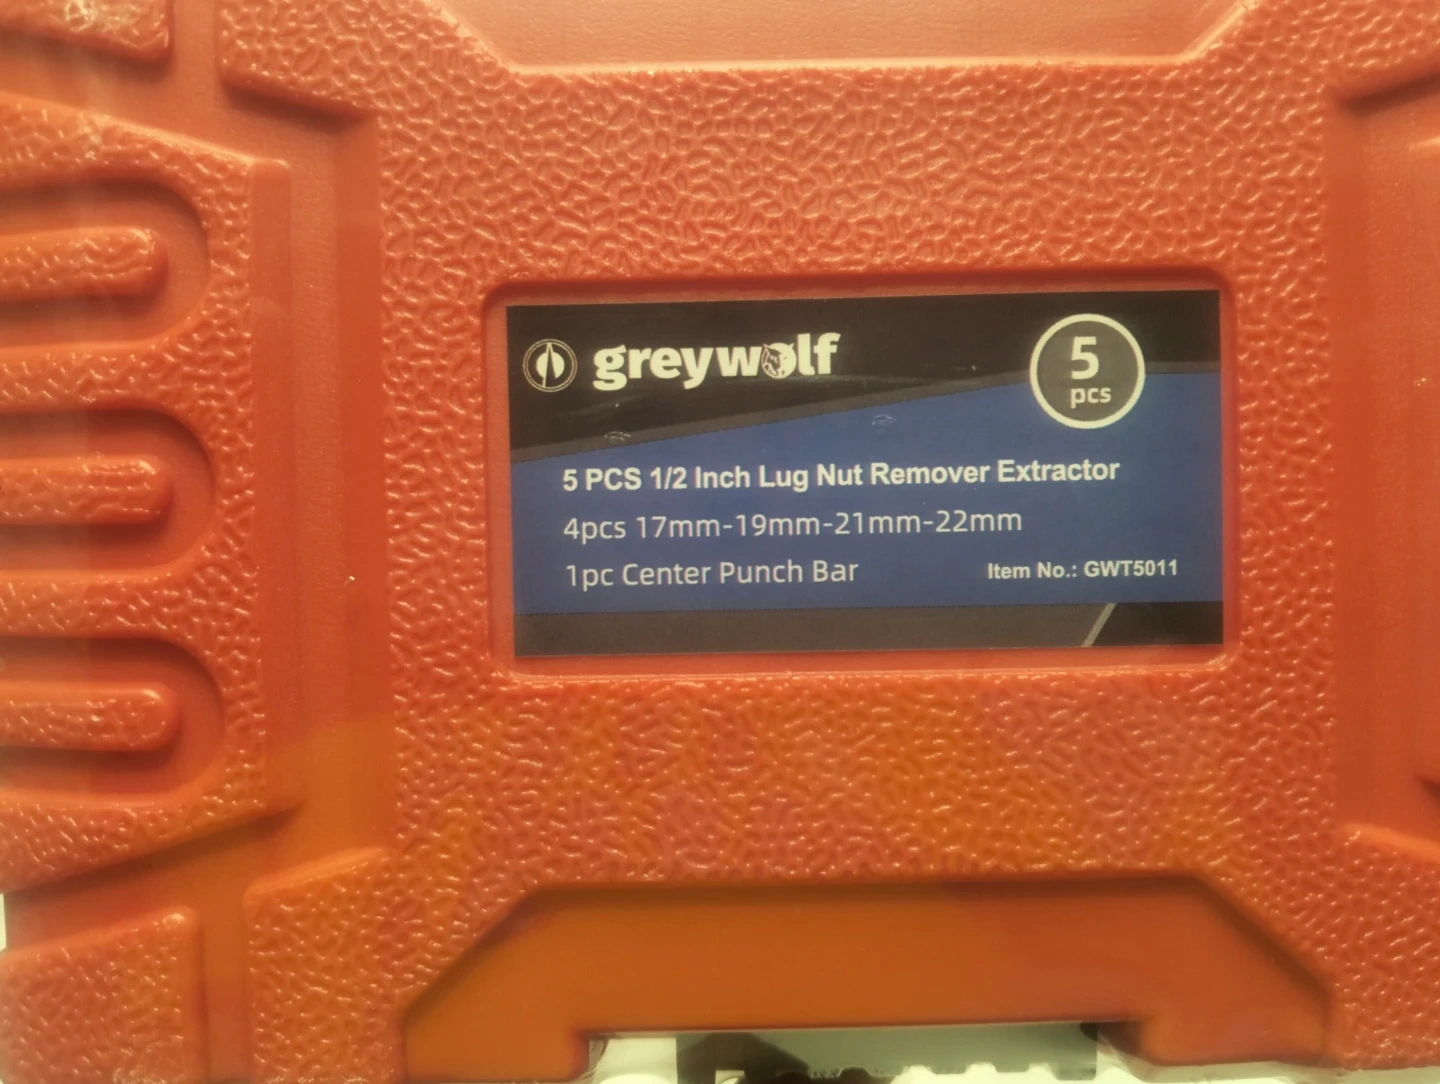 greywolf
5
pcs
5 PCS 1/2 Inch Lug Nut Remover Extractor
4pcs 17mm-19mm-21mm-22mm
1pc Center Punch Bar
Item No.: GWT5011